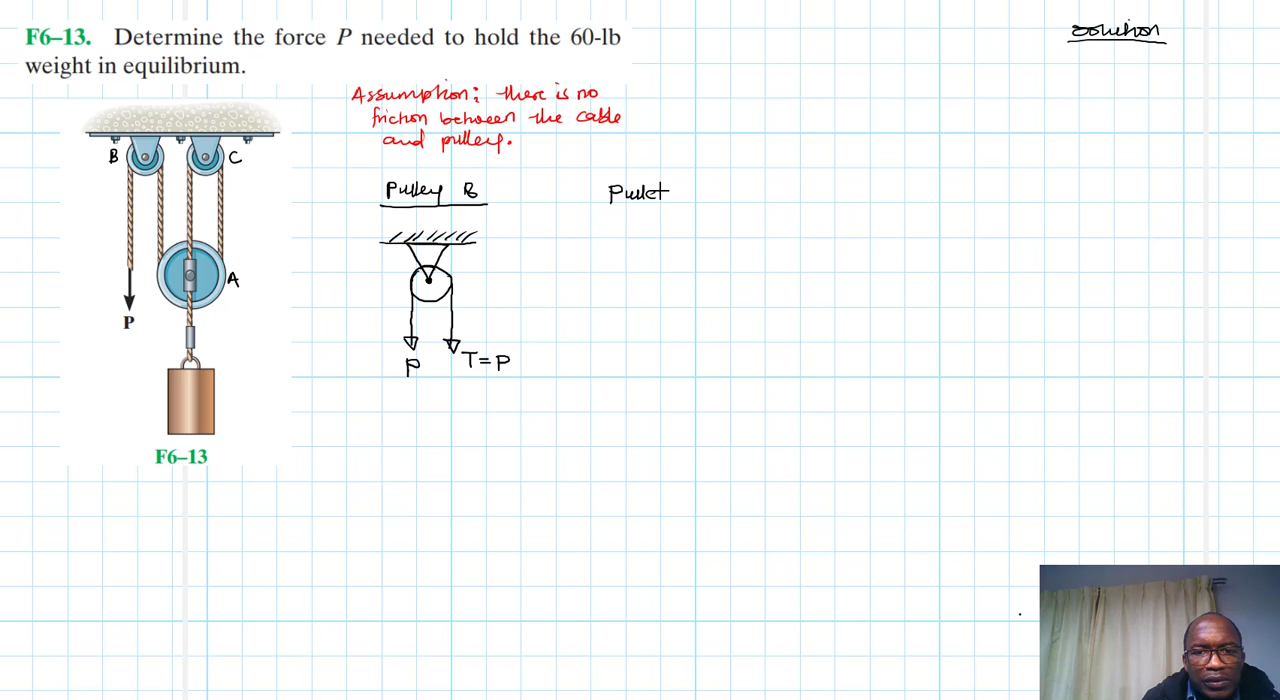 F6–13. Determine the force P needed to hold the 60-lb
weight in equilibrium.
Solution
Assumption: there is no
friction between the cable
and pulley.
B
C
A
P
F6–13
Pulley B
P
T=P
Pullet